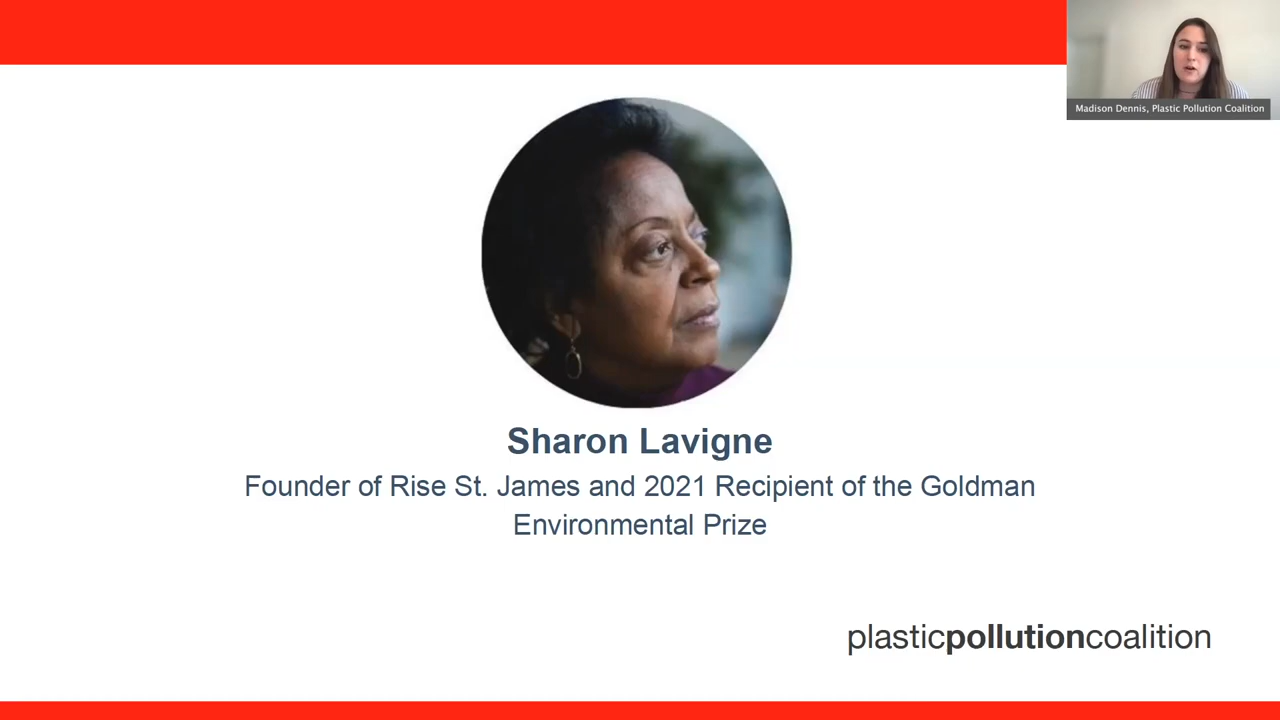 Madison Dennis, Plastic Pollution Coalition
Sharon Lavigne
Founder of Rise St. James and 2021 Recipient of the Goldman
Environmental Prize
plasticpollutioncoalition